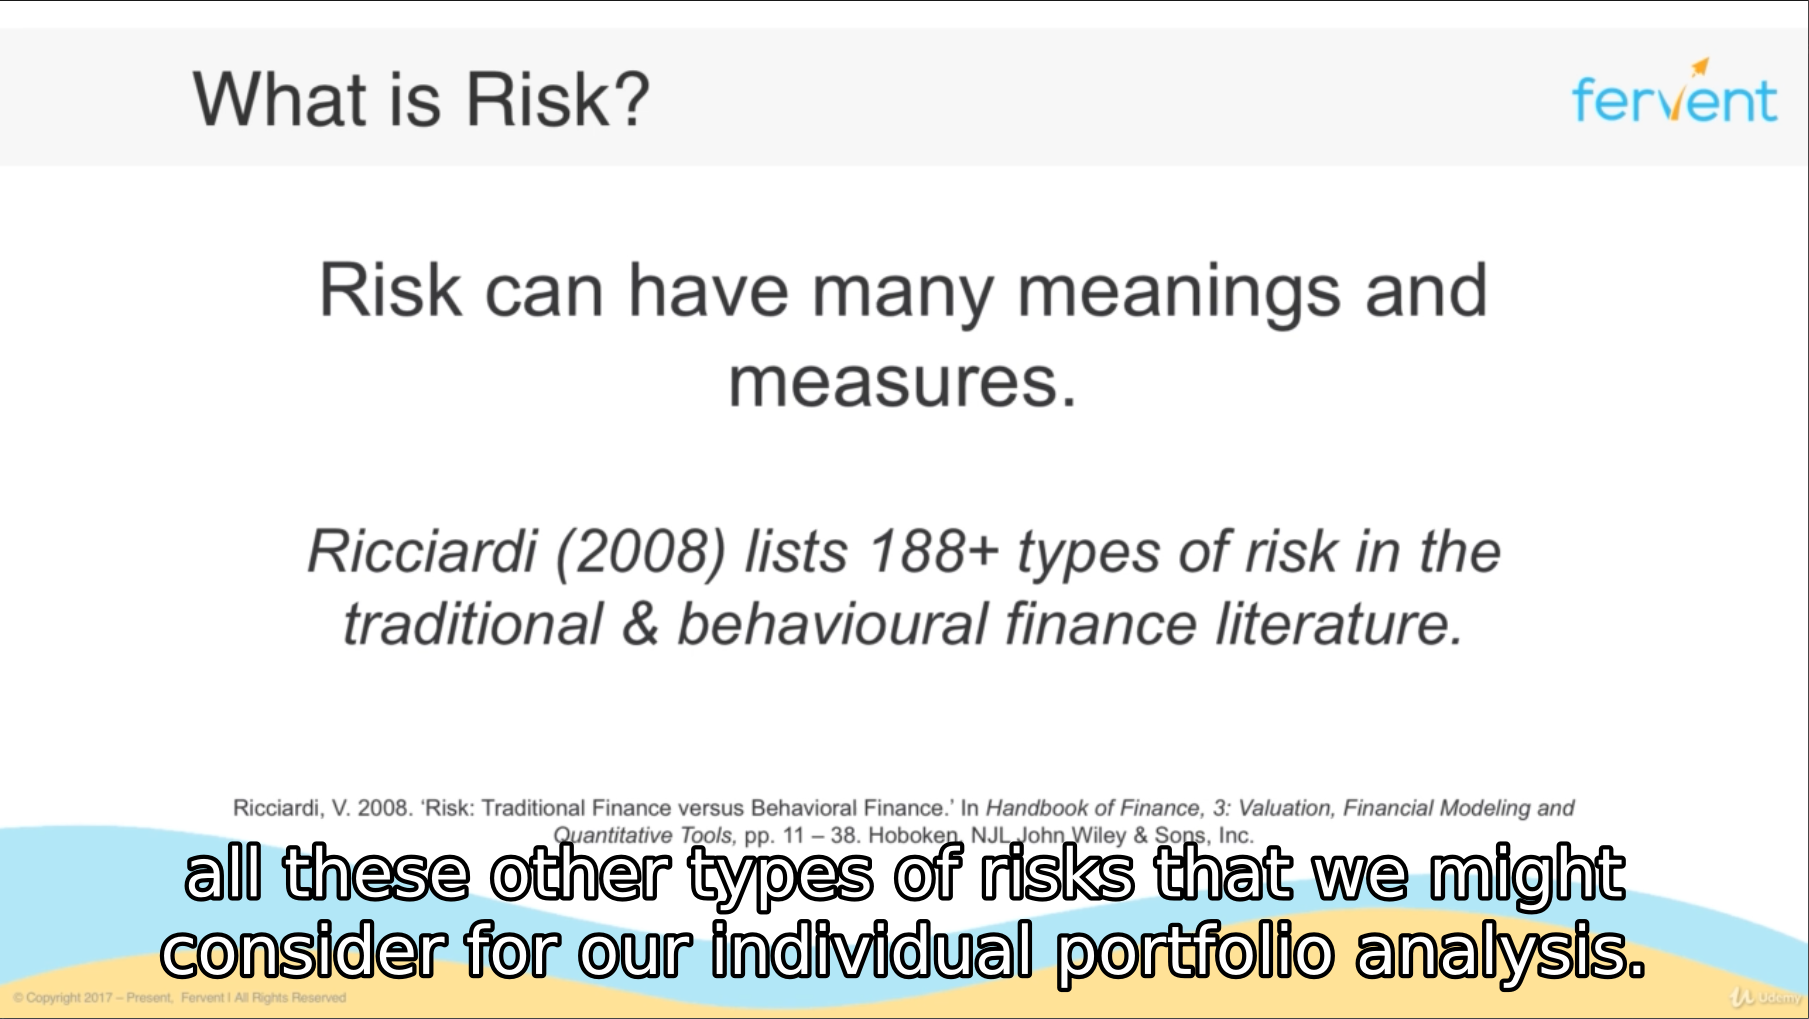 What is Risk?
fervent
Risk can have many meanings and
measures.
Ricciardi (2008) lists 188+ types of risk in the
traditional & behavioural finance literature.
Ricciardi, V. 2008. ‘Risk: Traditional Finance versus Behavioral Finance.’ In Handbook of Finance, 3: Valuation, Financial Modeling and
Quantitative Tools, pp. 11 – 38. Hoboken, NJL John Wiley & Sons, Inc.
all these other types of risks that we might
consider for our individual portfolio analysis.
© Copyright 2017 – Present, Fervent | All Rights Reserved
Udemy